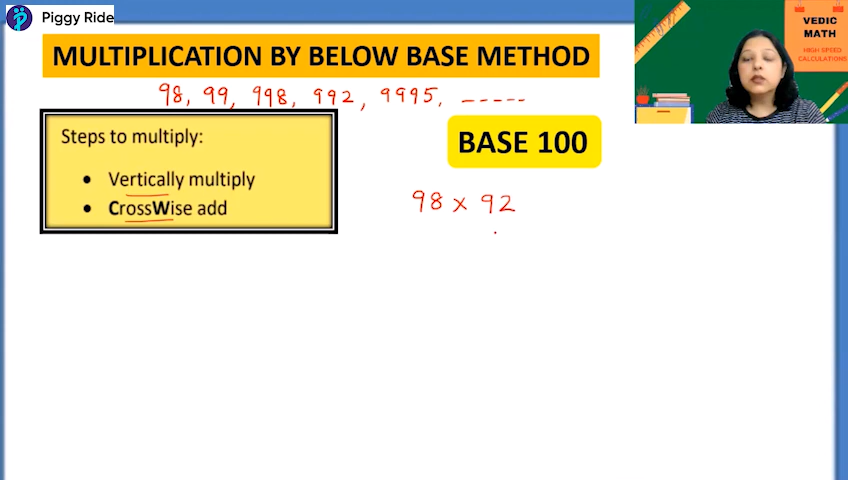 Piggy Ride
VEDIC
MATH
HIGH SPEED
CALCULATIONS
MULTIPLICATION BY BELOW BASE METHOD
98, 99, 998, 992, 9995, -----
Steps to multiply:
• Vertically multiply
• CrossWise add
BASE 100
98 x 92